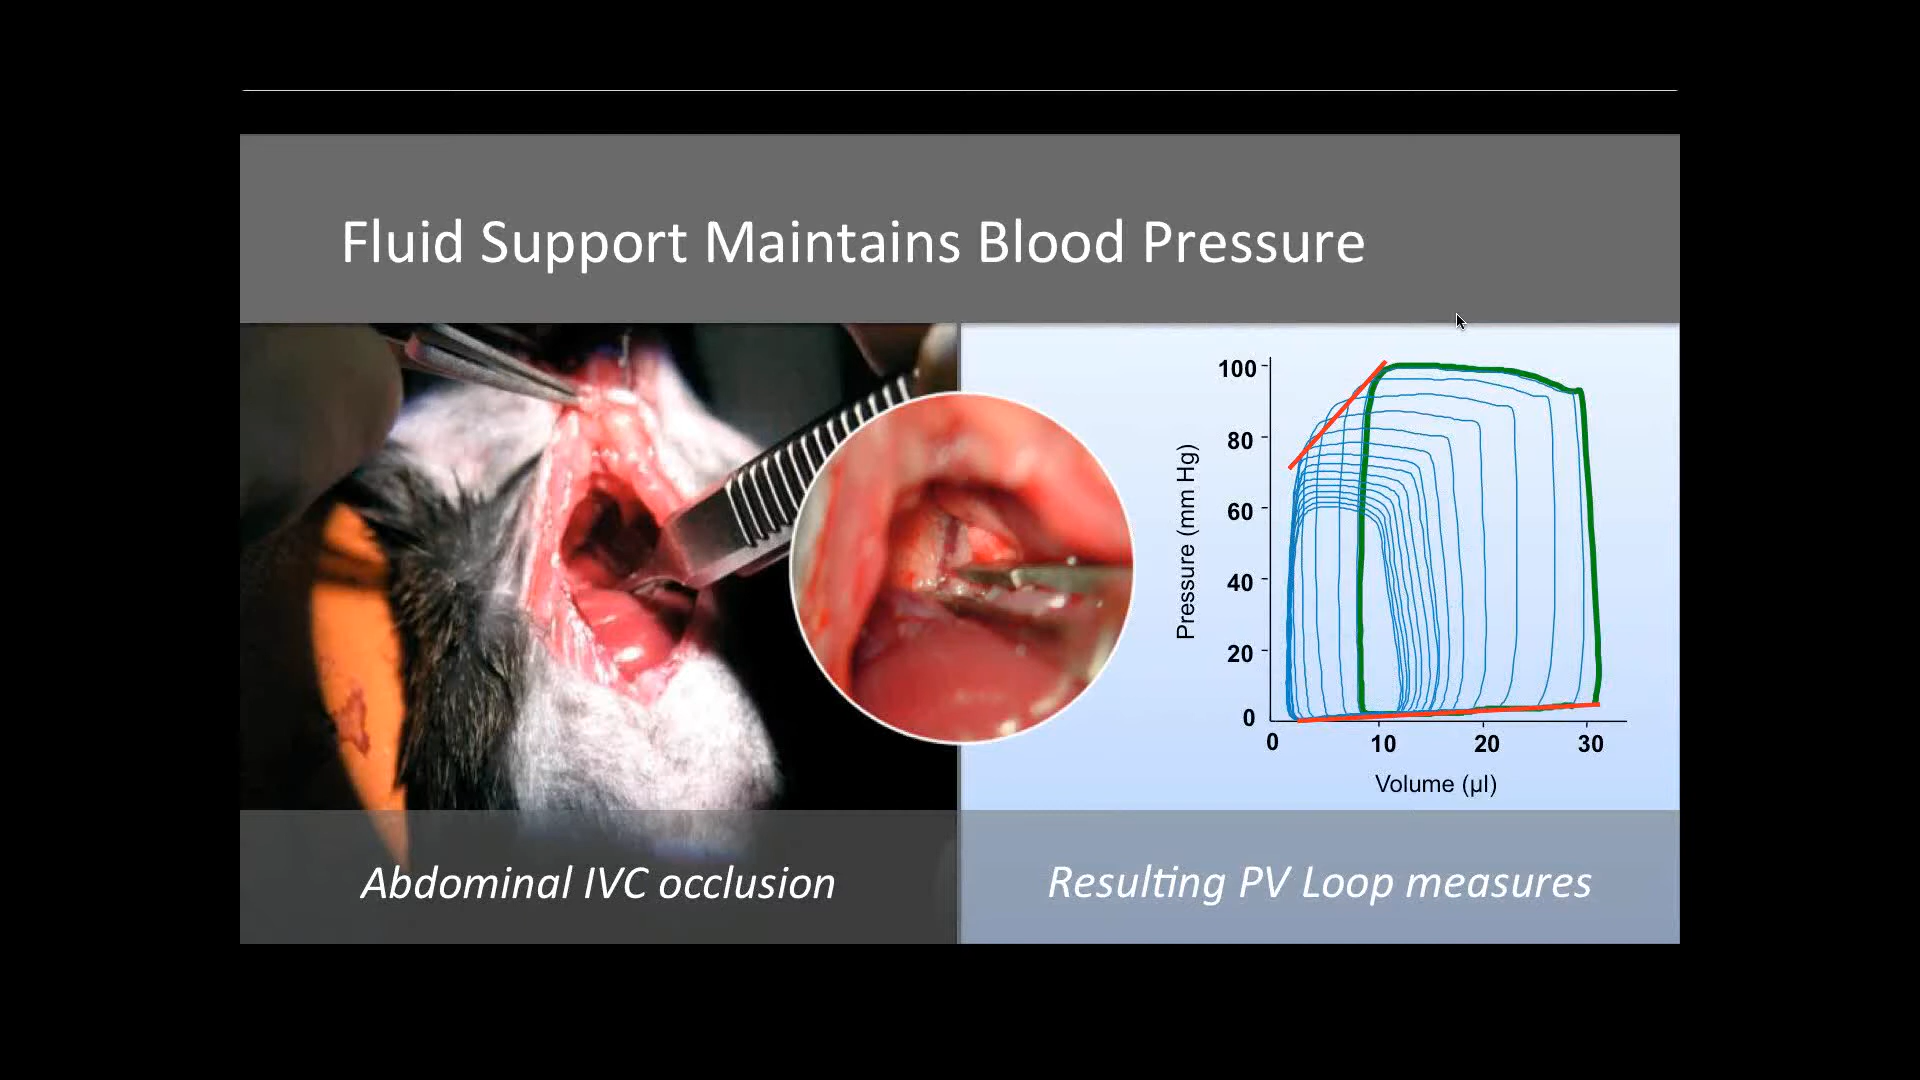 Fluid Support Maintains Blood Pressure
100
80
60
40
20
0
Pressure (mm Hg)
0 10 20 30
Volume (µl)
Abdominal IVC occlusion
Resulting PV Loop measures